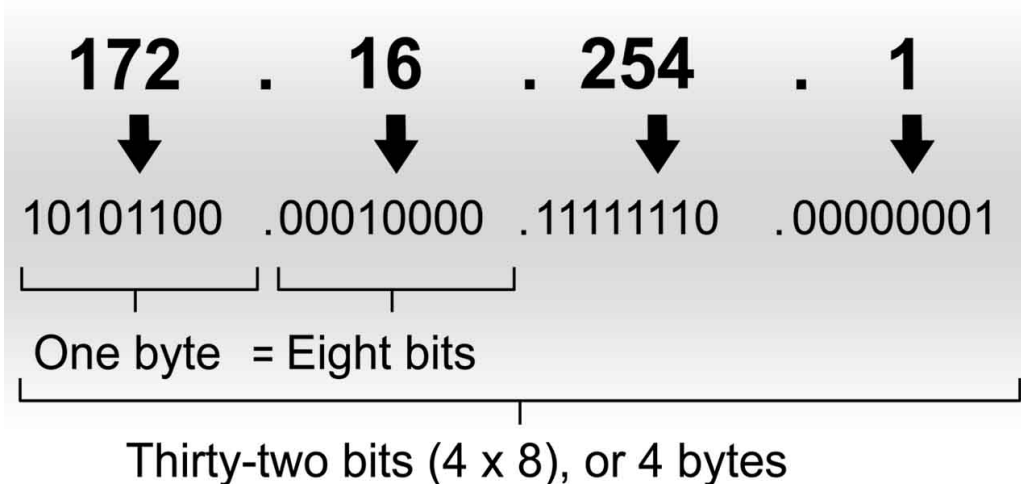 172 . 16 . 254 . 1
10101100 .00010000 .11111110 .00000001
One byte = Eight bits
Thirty-two bits (4 x 8), or 4 bytes